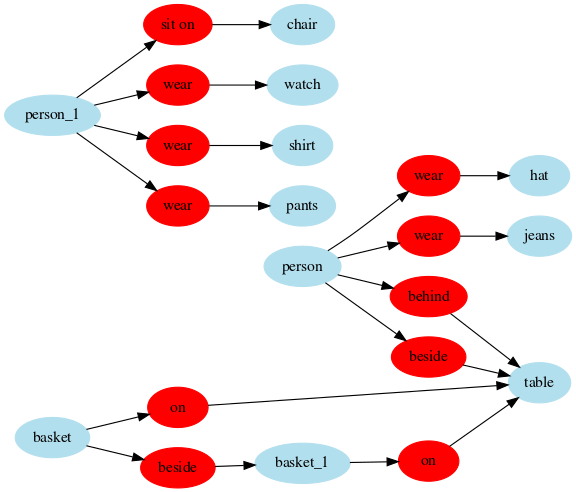 sit on
chair
wear
watch
person_1
wear
shirt
wear
hat
wear
pants
wear
jeans
person
behind
beside
table
on
basket
beside
basket_1
on